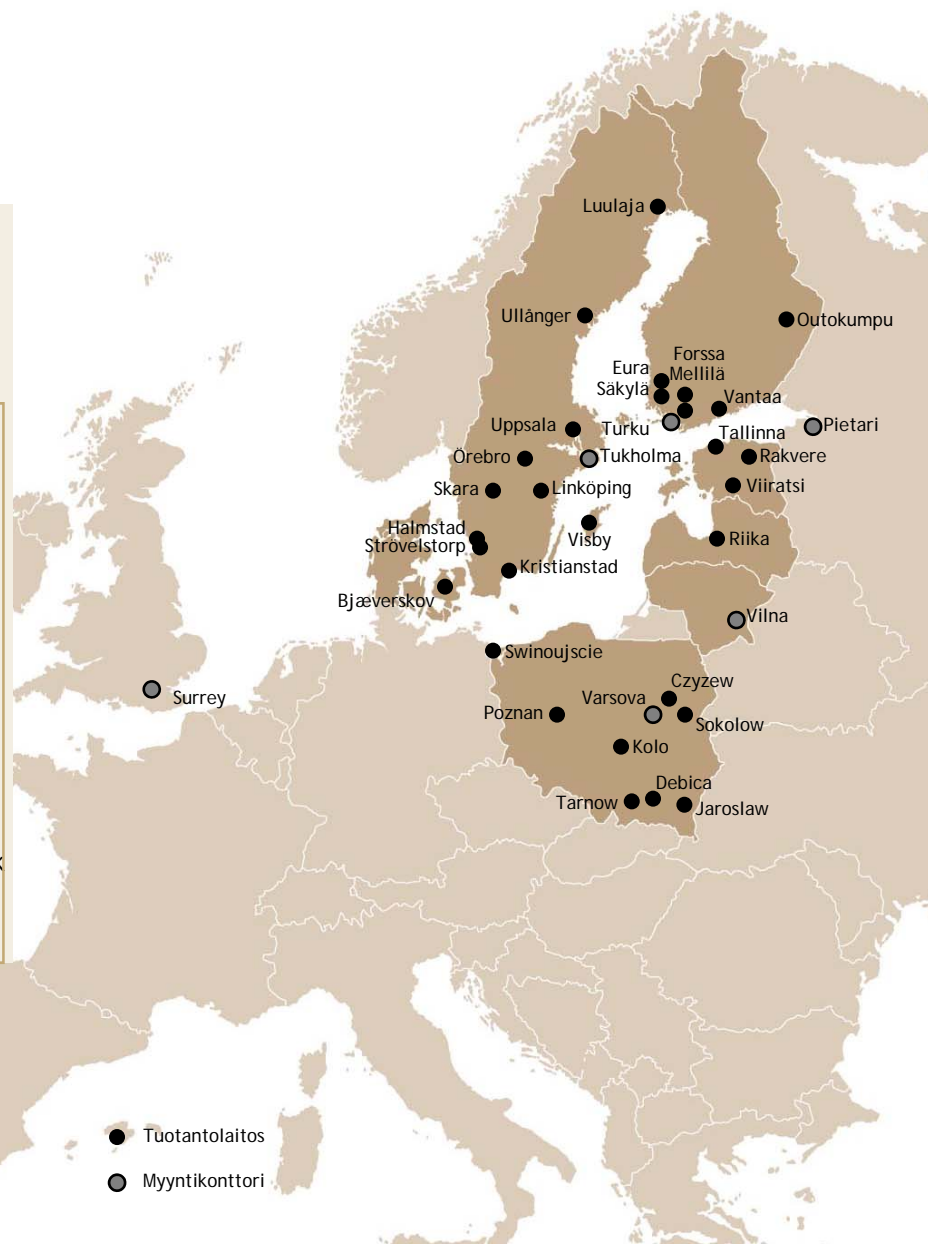 Luulaja
Ullånger
Outokumpu
Forssa
Eura
Mellilä
Säkylä
Vantaa
Uppsala
Turku
Pietari
Tallinna
Örebro
Tukholma
Rakvere
Skara
Linköping
Viiratsi
Halmstad
Visby
Riika
Strövelstorp
Kristianstad
Bjæverskov
Vilna
Swinoujscie
Czyzew
Surrey
Varsova
Poznan
Sokolow
Kolo
Debica
Tarnow
Jaroslaw
Tuotantolaitos
Myyntikonttori